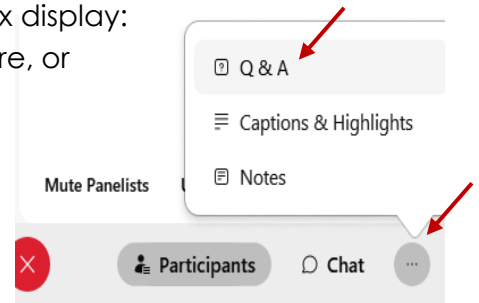 x display:
re, or
Q & A
Captions & Highlights
Notes
Mute Panelists
Participants
Chat